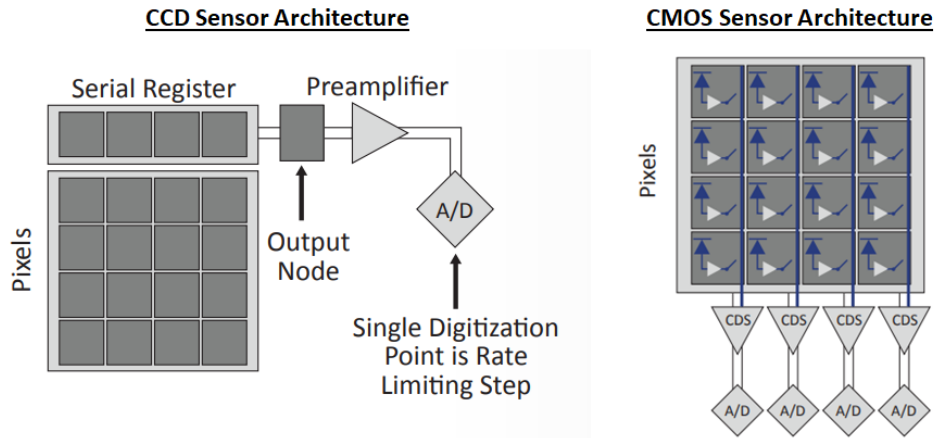 CCD Sensor Architecture
Serial Register
Preamplifier
Pixels
A/D
Output
Node
Single Digitization
Point is Rate
Limiting Step
CMOS Sensor Architecture
Pixels
CDS CDS CDS CDS
A/D A/D A/D A/D